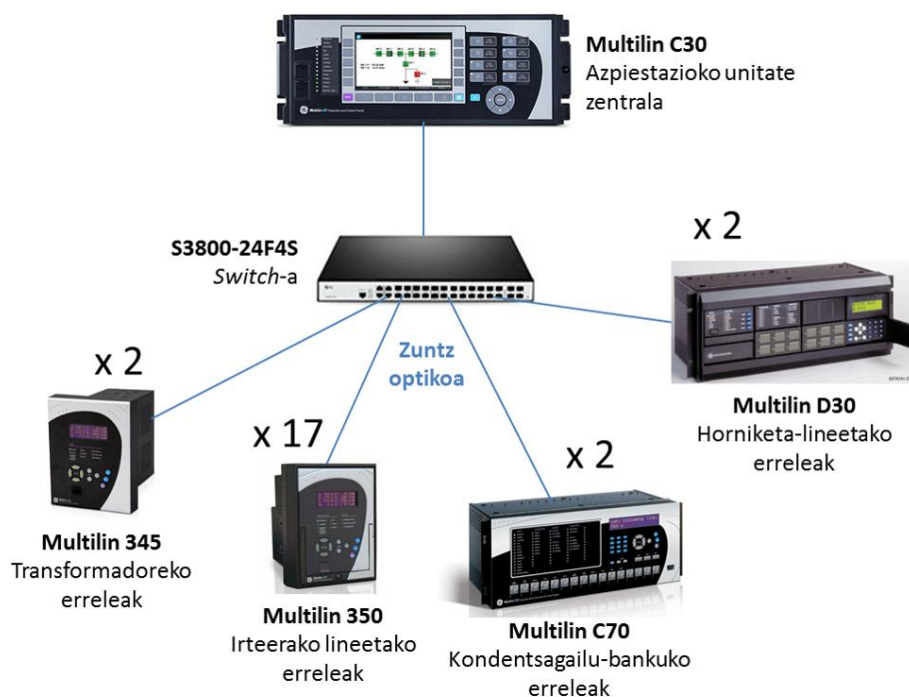 Multilin C30
Azpiestazioko unitate
zentrala
x 2
S3800-24F4S
Switch-a
Zuntz
optikoa
x 2
x 17
x 2
Multilin D30
Horniketa-lineetako
erreleak
Multilin 345
Transformadoreko
erreleak
Multilin 350
Irteerako lineetako
erreleak
Multilin C70
Kondentsagailu-bankuko
erreleak